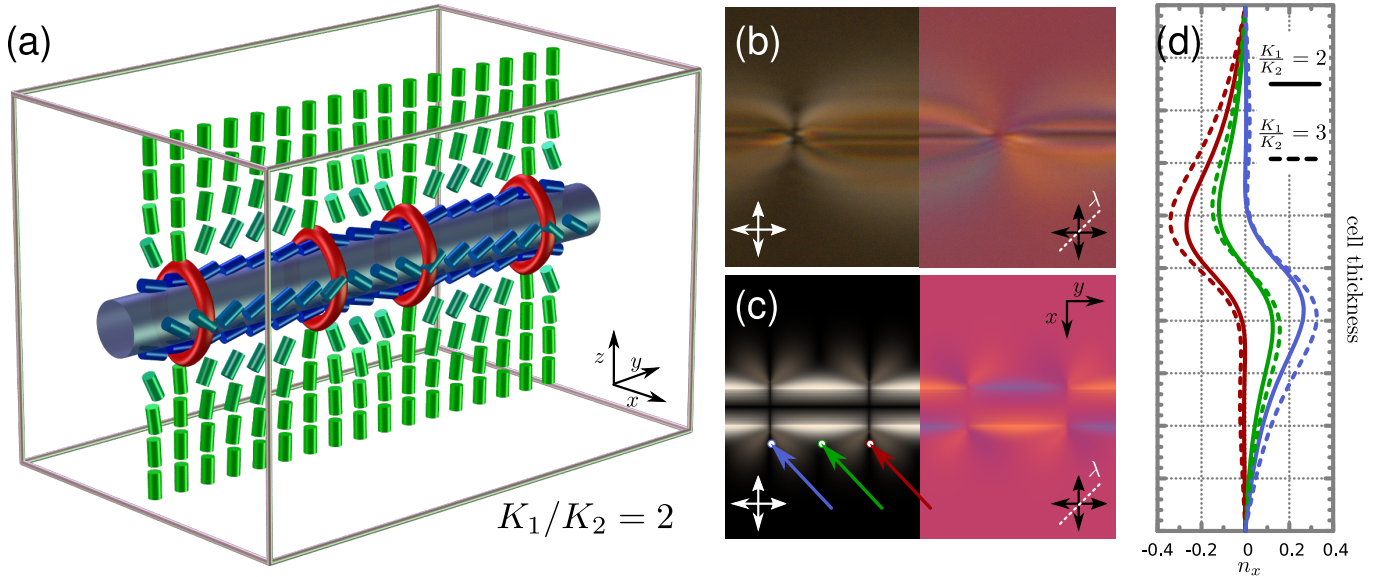 (a)
z
y
x
K₁/K₂ = 2
(b)
λ
(c)
y
x
λ
(d)
K₁/K₂ = 2
K₁/K₂ = 3
cell thickness
-0.4 -0.2 0 0.2 0.4
nₓ